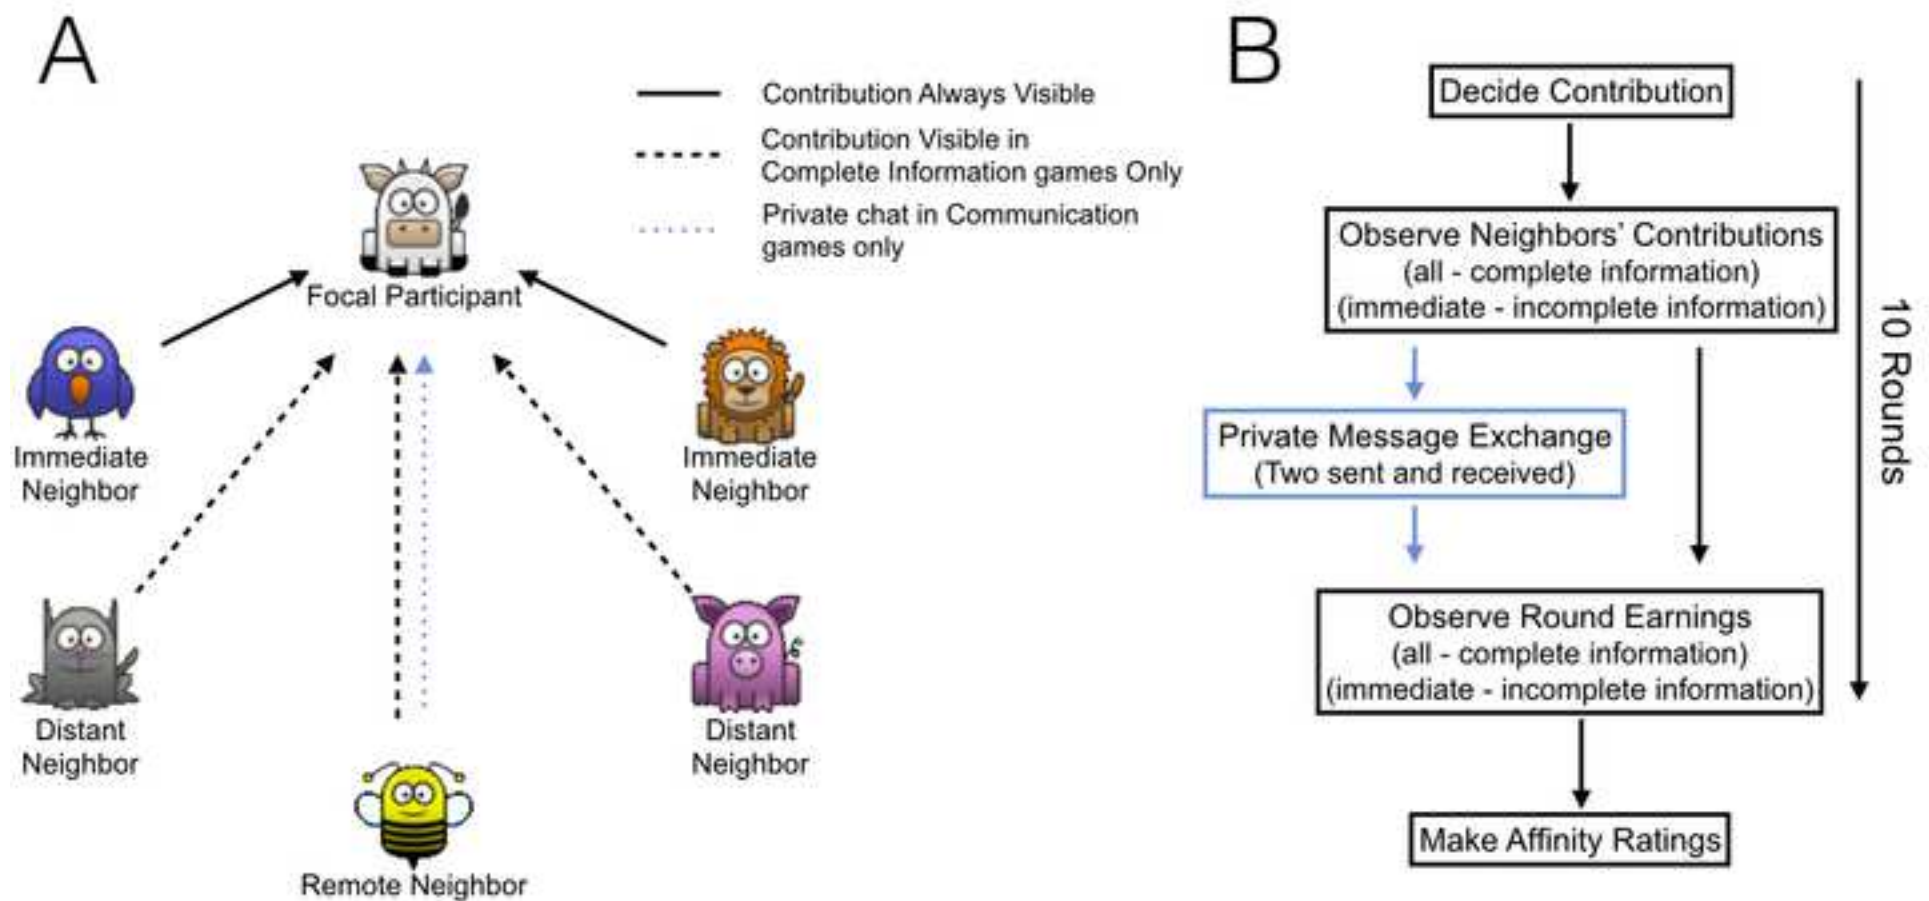 A
Contribution Always Visible
Contribution Visible in
Complete Information games Only
Private chat in Communication
games only
Focal Participant
Immediate
Neighbor
Immediate
Neighbor
Distant
Neighbor
Distant
Neighbor
Remote Neighbor
B
Decide Contribution
Observe Neighbors' Contributions
(all - complete information)
(immediate - incomplete information)
Private Message Exchange
(Two sent and received)
Observe Round Earnings
(all - complete information)
(immediate - incomplete information)
Make Affinity Ratings
10 Rounds